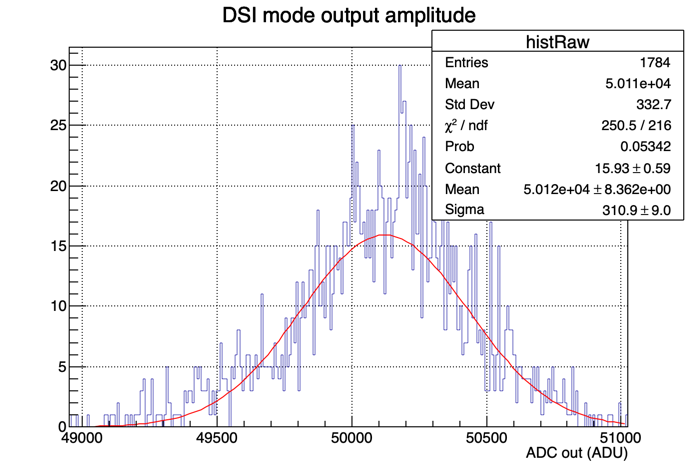 DSI mode output amplitude
histRaw
Entries 1784
Mean 5.011e+04
Std Dev 332.7
χ² / ndf 250.5 / 216
Prob 0.05342
Constant 15.93 ± 0.59
Mean 5.012e+04 ± 8.362e+00
Sigma 310.9 ± 9.0
30
25
20
15
10
5
0
49000 49500 50000 50500 51000
ADC out (ADU)